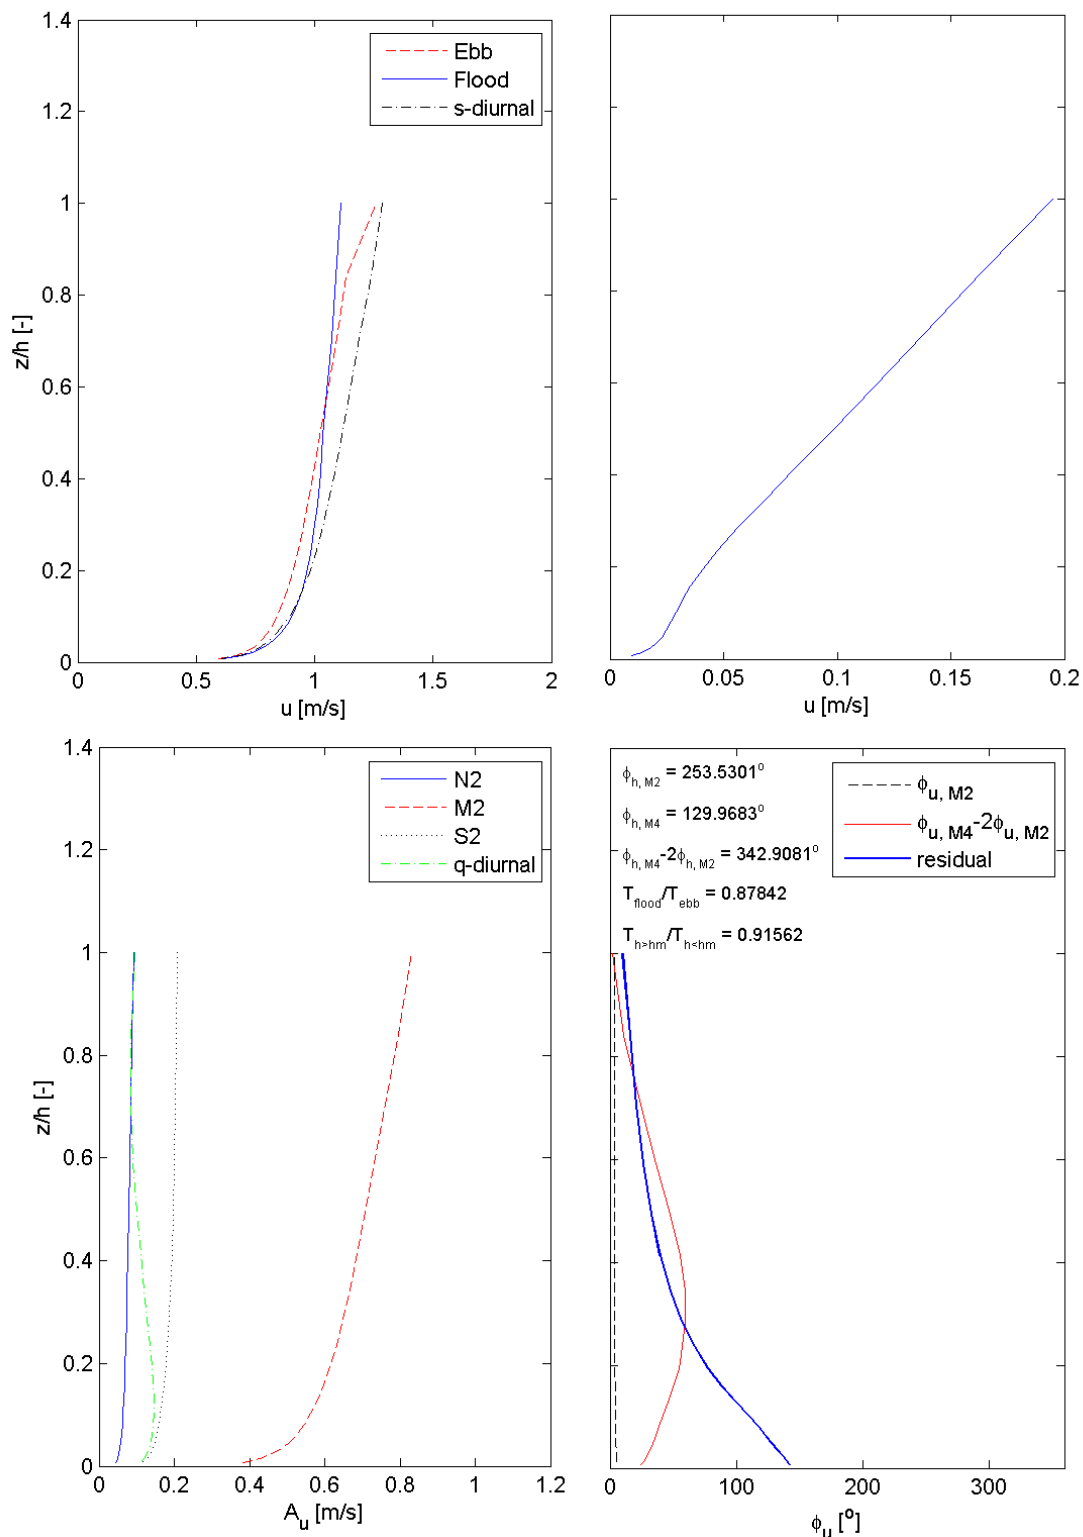 1.4
1.2
1
0.8
0.6
0.4
0.2
0
z/h [-]
Ebb
Flood
s-diurnal
0 0.5 1 1.5 2
u [m/s]
0 0.05 0.1 0.15 0.2
u [m/s]
1.4
1.2
1
0.8
0.6
0.4
0.2
0
z/h [-]
N2
M2
S2
q-diurnal
0 0.2 0.4 0.6 0.8 1 1.2
A_u [m/s]
ϕ_h, M2 = 253.5301°
ϕ_h, M4 = 129.9683°
ϕ_h, M4-2ϕ_h, M2 = 342.9081°
T_flood/T_ebb = 0.87842
T_h>hm/T_h<hm = 0.91562
ϕ_u, M2
ϕ_u, M4-2ϕ_u, M2
residual
0 100 200 300
ϕ_u [°]